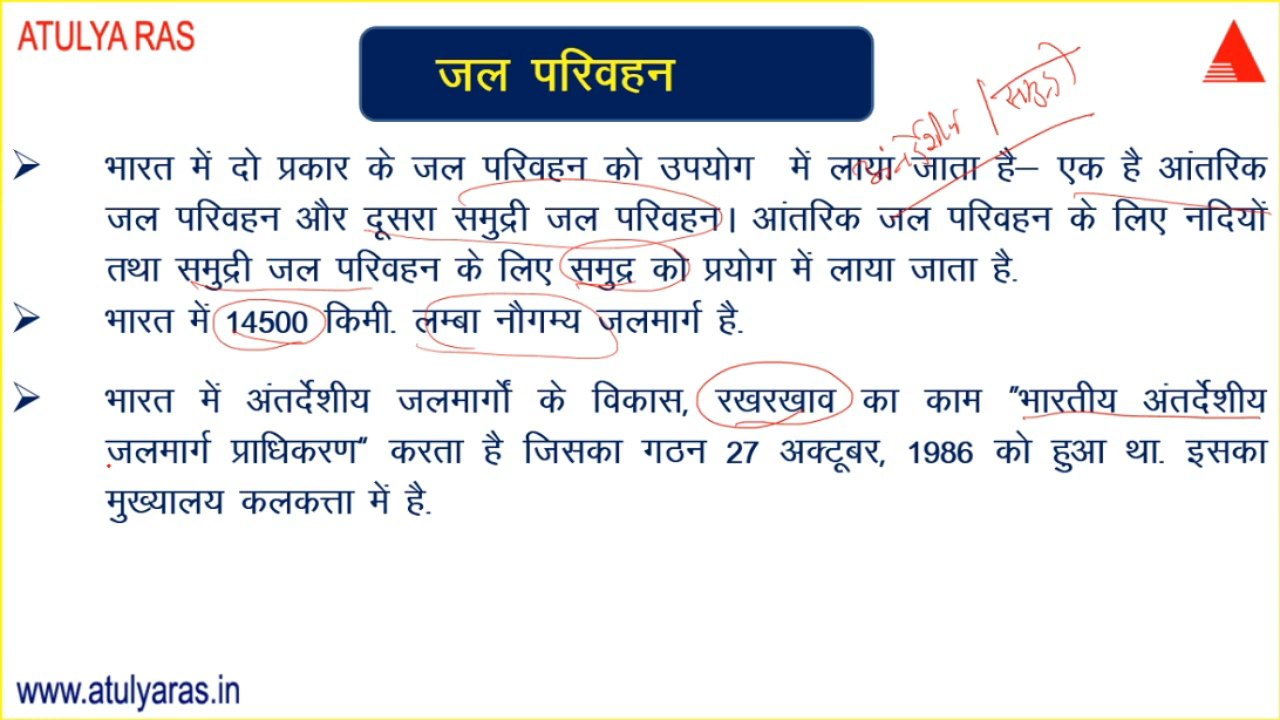 ATULYA RAS
जल परिवहन
अंतर्देशीय / समुद्री
भारत में दो प्रकार के जल परिवहन को उपयोग में लाया जाता है– एक है आंतरिक
जल परिवहन और दूसरा समुद्री जल परिवहन। आंतरिक जल परिवहन के लिए नदियों
तथा समुद्री जल परिवहन के लिए समुद्र को प्रयोग में लाया जाता है.
भारत में 14500 किमी. लम्बा नौगम्य जलमार्ग है.
भारत में अंतर्देशीय जलमार्गों के विकास, रखरखाव का काम "भारतीय अंतर्देशीय
जलमार्ग प्राधिकरण" करता है जिसका गठन 27 अक्टूबर, 1986 को हुआ था. इसका
मुख्यालय कलकत्ता में है.
www.atulyaras.in